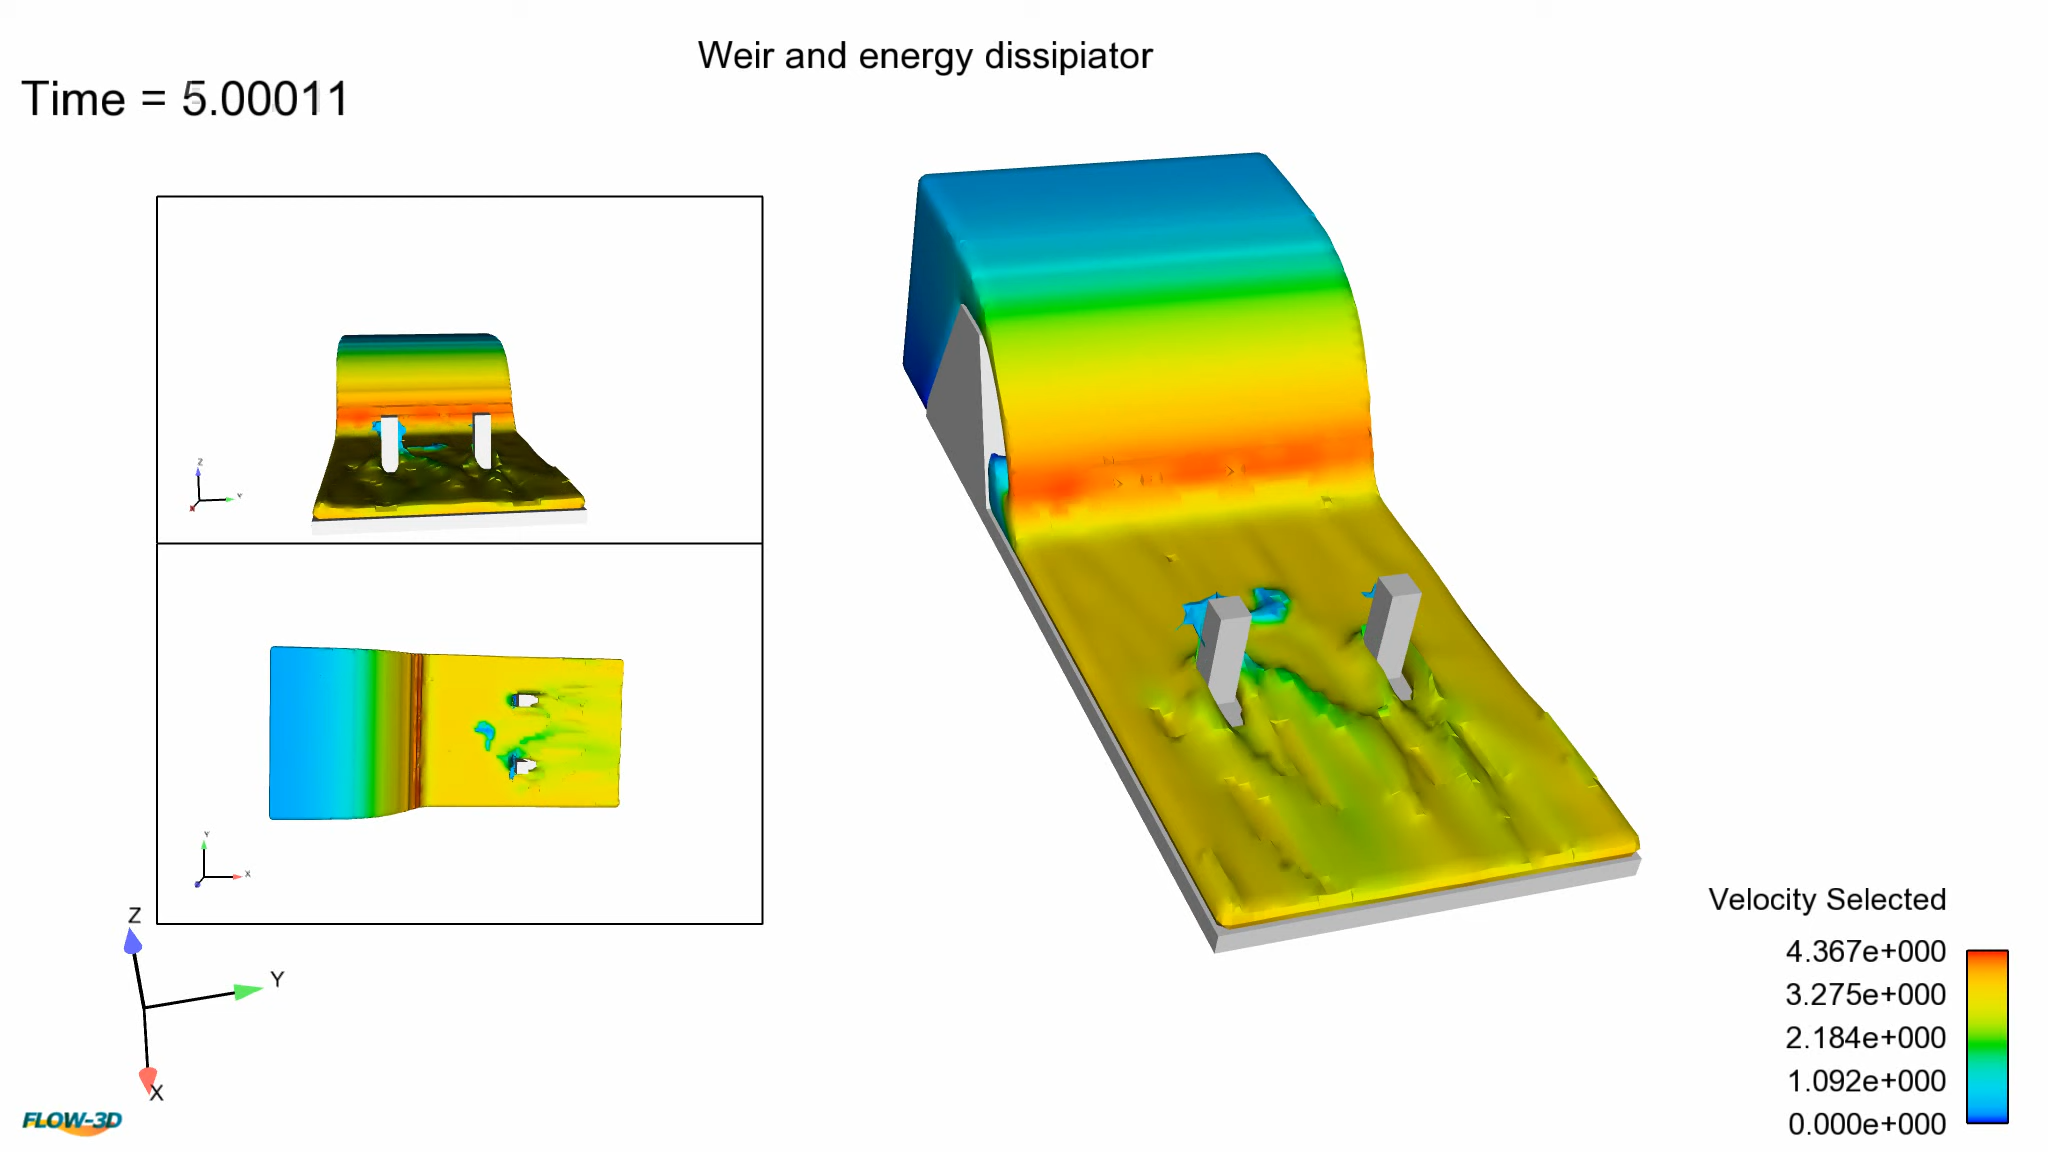 Weir and energy dissipiator
Time = 5.00011
Z
Y
Y
X
Z
Y
X
FLOW-3D
Velocity Selected
4.367e+000
3.275e+000
2.184e+000
1.092e+000
0.000e+000